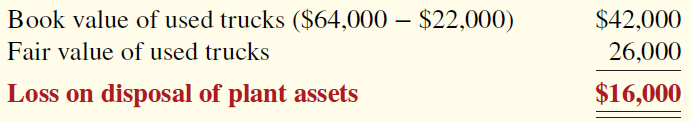 Book value of used trucks ($64,000 – $22,000) $42,000
Fair value of used trucks 26,000
Loss on disposal of plant assets $16,000